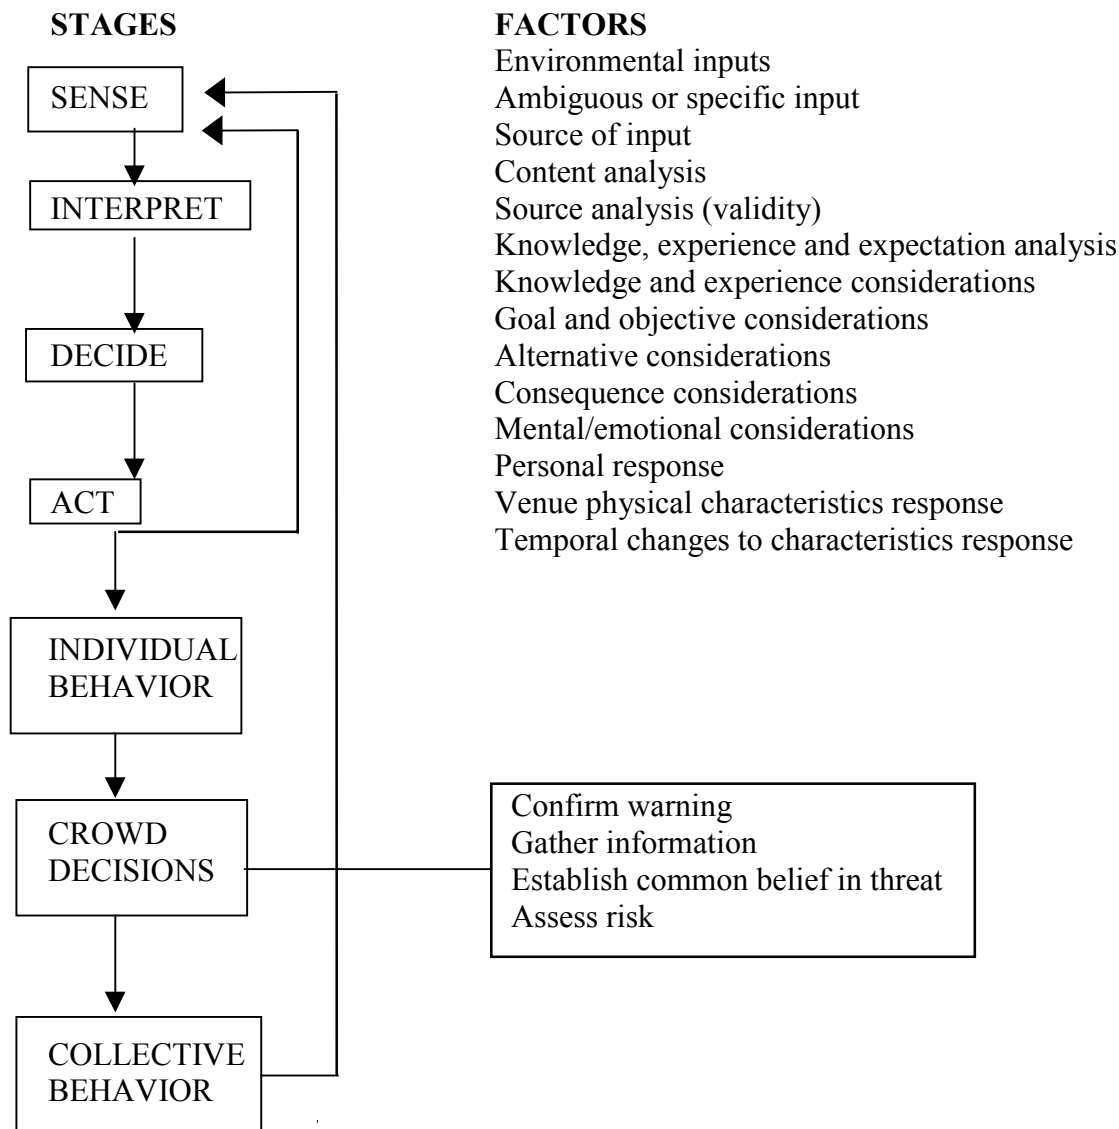 STAGES
SENSE
INTERPRET
DECIDE
ACT
INDIVIDUAL
BEHAVIOR
CROWD
DECISIONS
COLLECTIVE
BEHAVIOR
FACTORS
Environmental inputs
Ambiguous or specific input
Source of input
Content analysis
Source analysis (validity)
Knowledge, experience and expectation analysis
Knowledge and experience considerations
Goal and objective considerations
Alternative considerations
Consequence considerations
Mental/emotional considerations
Personal response
Venue physical characteristics response
Temporal changes to characteristics response
Confirm warning
Gather information
Establish common belief in threat
Assess risk